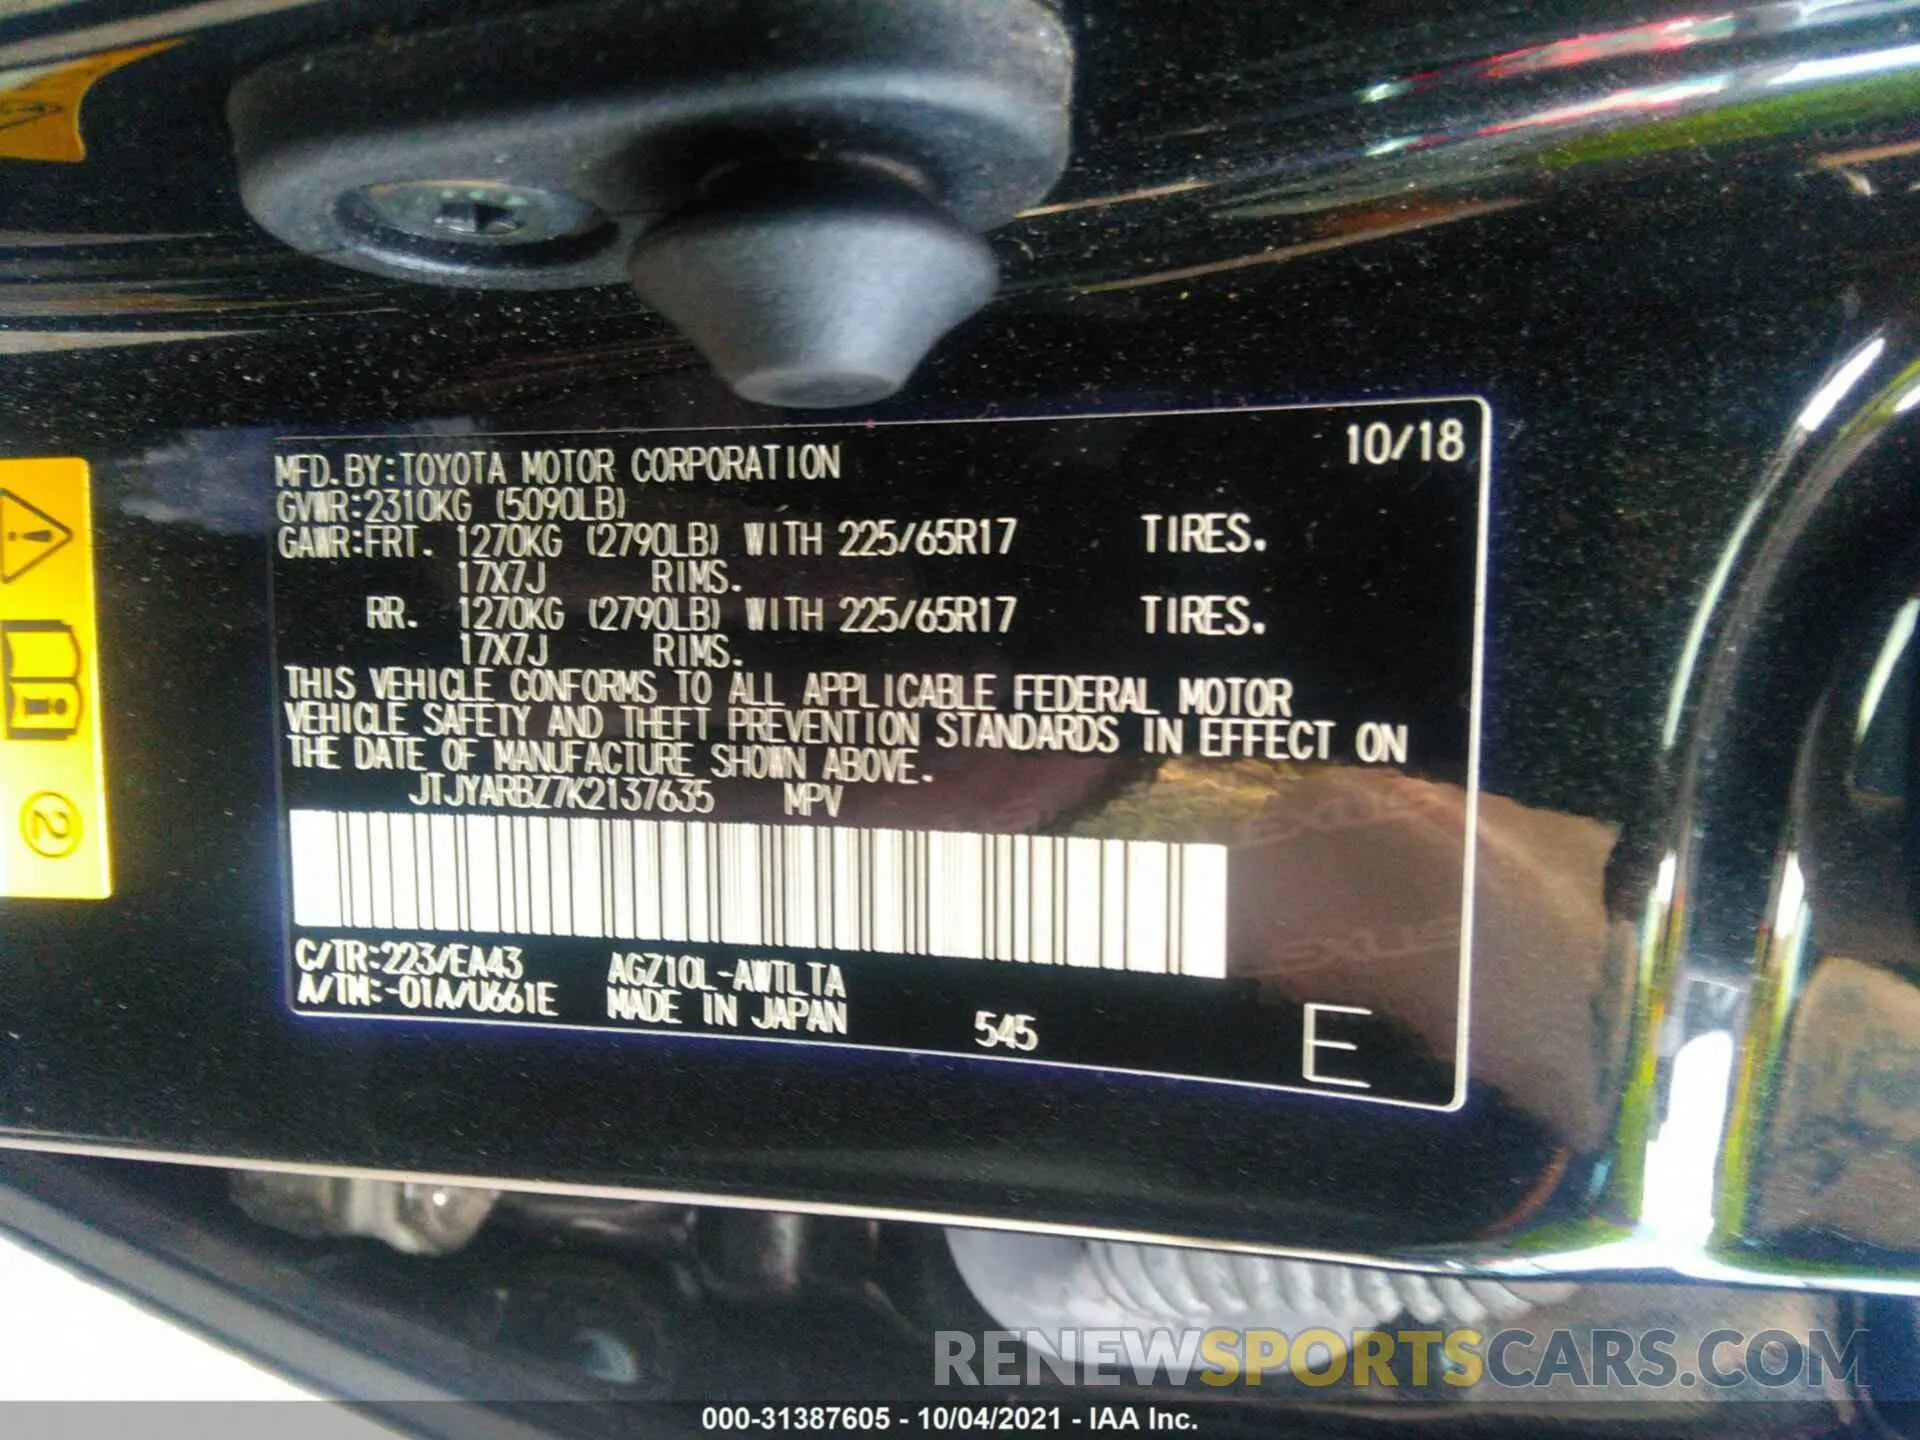 MFD.BY:TOYOTA MOTOR CORPORATION 10/18
GVWR:2310KG (5090LB)
GAWR:FRT. 1270KG (2790LB) WITH 225/65R17 TIRES.
17X7J RIMS.
RR. 1270KG (2790LB) WITH 225/65R17 TIRES.
17X7J RIMS.
THIS VEHICLE CONFORMS TO ALL APPLICABLE FEDERAL MOTOR
VEHICLE SAFETY AND THEFT PREVENTION STANDARDS IN EFFECT ON
THE DATE OF MANUFACTURE SHOWN ABOVE.
JTJYARBZ7K2137635 MPV
C/TR:223/EA43 AGZ10L-AWTLTA
A/TM:-01A/U661E MADE IN JAPAN 545 E
2
RENEWSPORTSCARS.COM
000-31387605 - 10/04/2021 - IAA Inc.